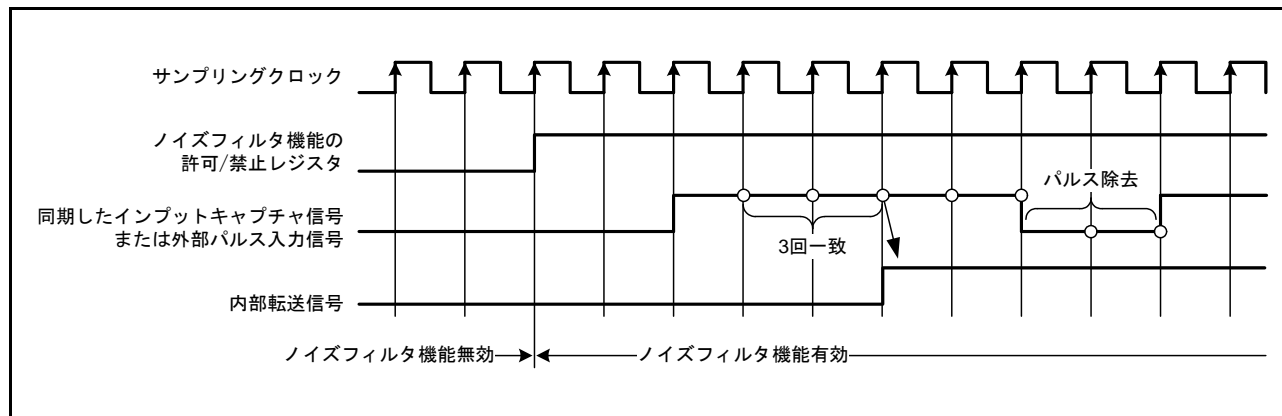 サンプリングクロック
ノイズフィルタ機能の
許可/禁止レジスタ
パルス除去
同期したインプットキャプチャ信号
または外部パルス入力信号
3回一致
内部転送信号
ノイズフィルタ機能無効
ノイズフィルタ機能有効